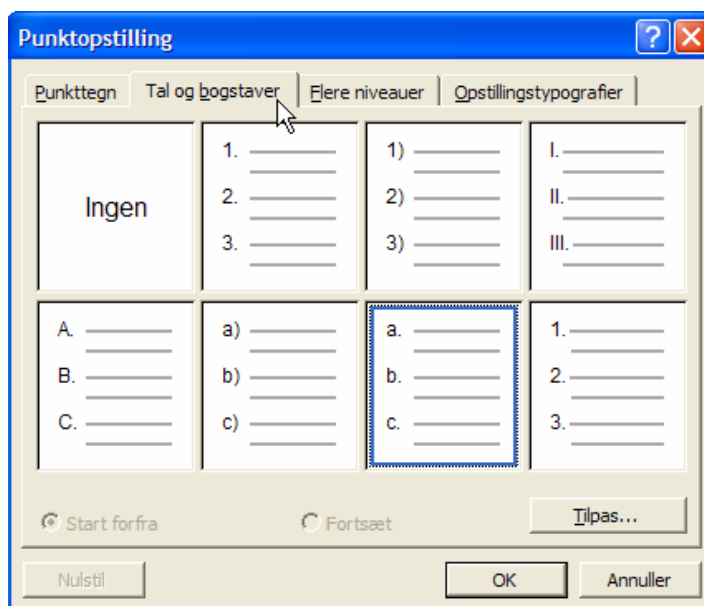 Punktopstilling
Punkttegn Tal og bogstaver Flere niveauer Opstillingstypografier
Ingen
1.
2.
3.
1)
2)
3)
I.
II.
III.
A.
B.
C.
a)
b)
c)
a.
b.
c.
1.
2.
3.
Start forfra Fortsæt Tilpas...
Nulstil OK Annuller